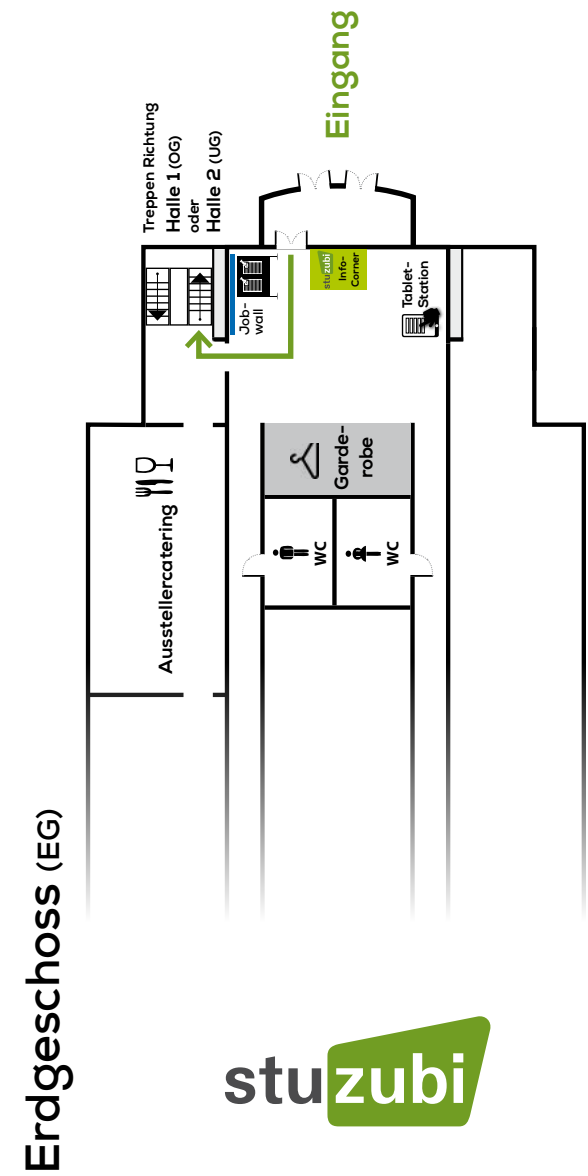 Erdgeschoss (EG)
Treppen Richtung
Halle 1 (OG)
oder
Halle 2 (UG)
Eingang
Job-
wall
stuzubi
Info-
Corner
Tablet-
Station
Garde-
robe
WC
WC
Ausstellercatering
stuzubi